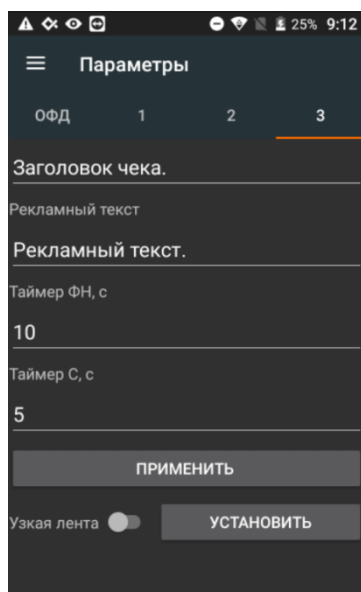 25% 9:12
Параметры
ОФД 1 2 3
Заголовок чека.
Рекламный текст
Рекламный текст.
Таймер ФН, с
10
Таймер С, с
5
ПРИМЕНИТЬ
Узкая лента УСТАНОВИТЬ